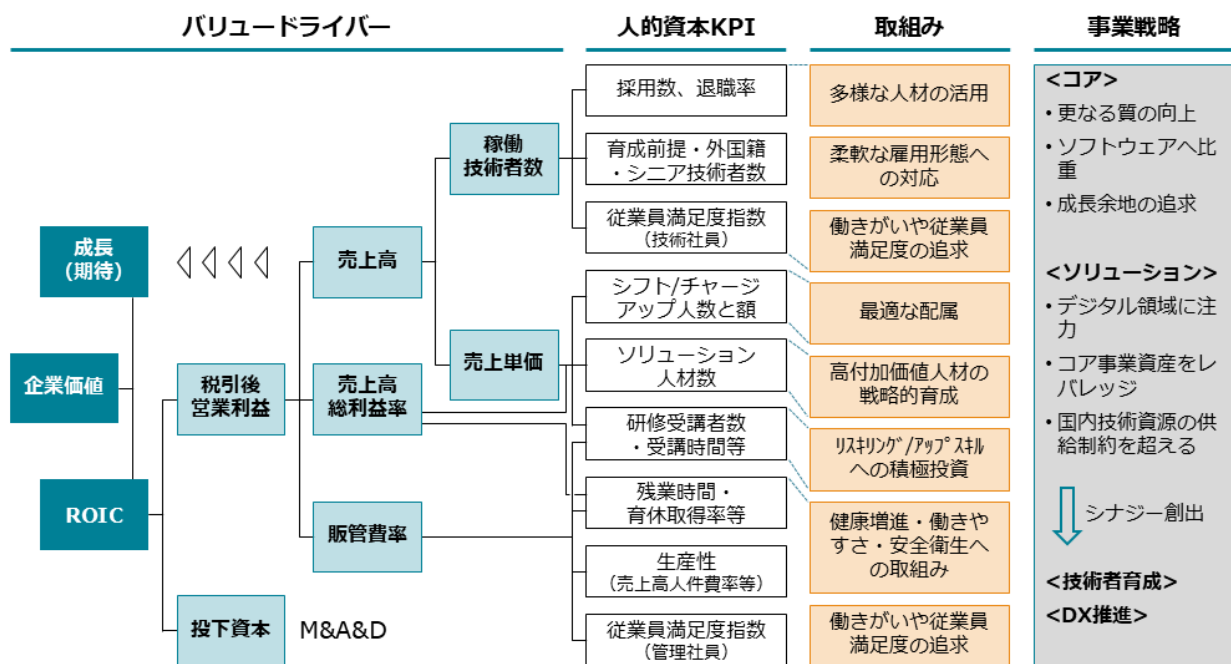 バリュードライバー
人的資本KPI
取組み
事業戦略
企業価値
成長
(期待)
ROIC
税引後
営業利益
投下資本
M&A&D
売上高
売上高
総利益率
販管費率
稼働
技術者数
売上単価
採用数、退職率
育成前提・外国籍
・シニア技術者数
従業員満足度指数
(技術社員)
シフト/チャージ
アップ人数と額
ソリューション
人材数
研修受講者数
・受講時間等
残業時間・
育休取得率等
生産性
(売上高人件費率等)
従業員満足度指数
(管理社員)
多様な人材の活用
柔軟な雇用形態へ
の対応
働きがいや従業員
満足度の追求
最適な配属
高付加価値人材の
戦略的育成
ﾘｽｷﾘﾝｸﾞ/ｱｯﾌﾟｽｷﾙ
への積極投資
健康増進・働きや
すさ・安全衛生へ
の取組み
働きがいや従業員
満足度の追求
<コア>
・更なる質の向上
・ソフトウェアへ比
重
・成長余地の追求
<ソリューション>
・デジタル領域に注
力
・コア事業資産をレ
バレッジ
・国内技術資源の供
給制約を超える
シナジー創出
<技術者育成>
<DX推進>